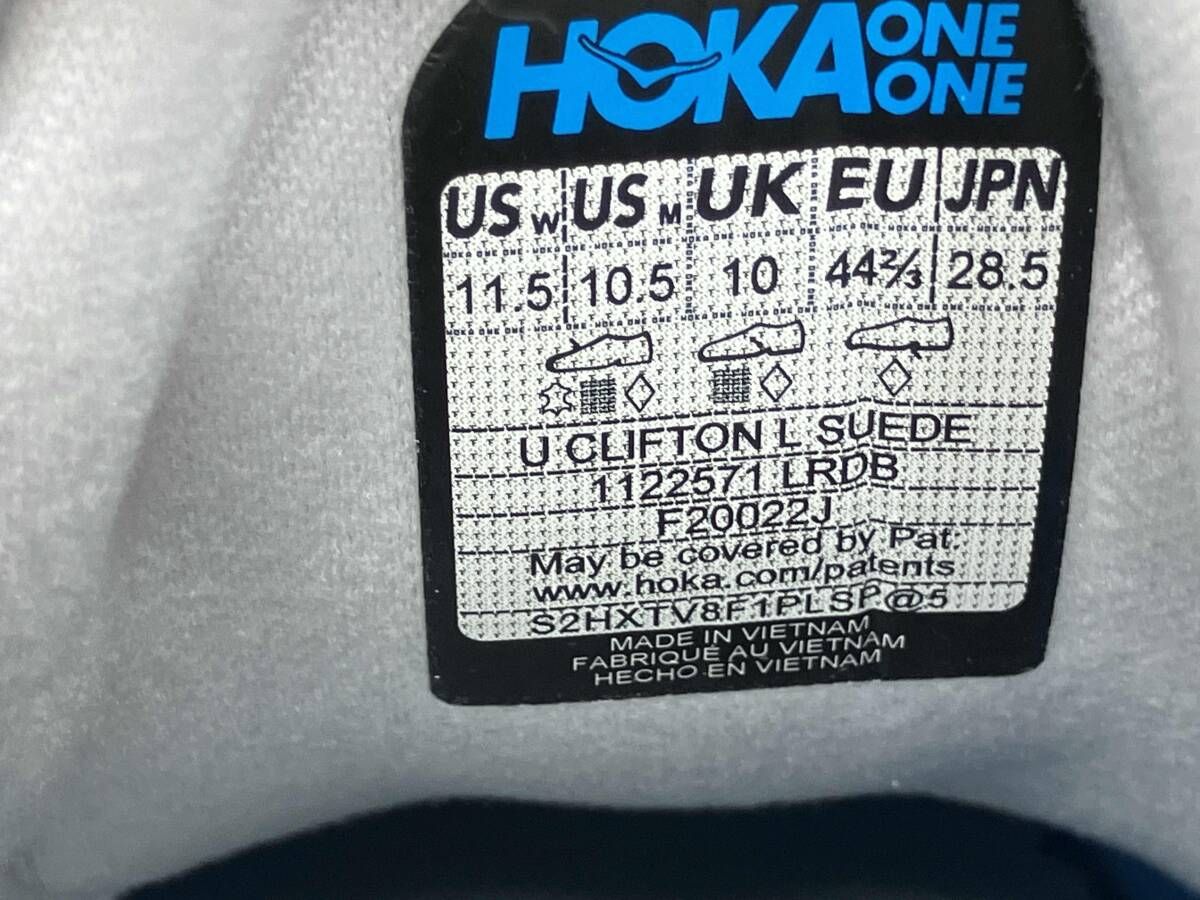 HOKA ONE ONE
US W US M UK EU JPN
11.5 10.5 10 44⅔ 28.5
U CLIFTON L SUEDE
1122571 LRDB
F20022J
May be covered by Pat:
www.hoka.com/patents
S2HXTV8F1PLSP@5
MADE IN VIETNAM
FABRIQUÉ AU VIETNAM
HECHO EN VIETNAM